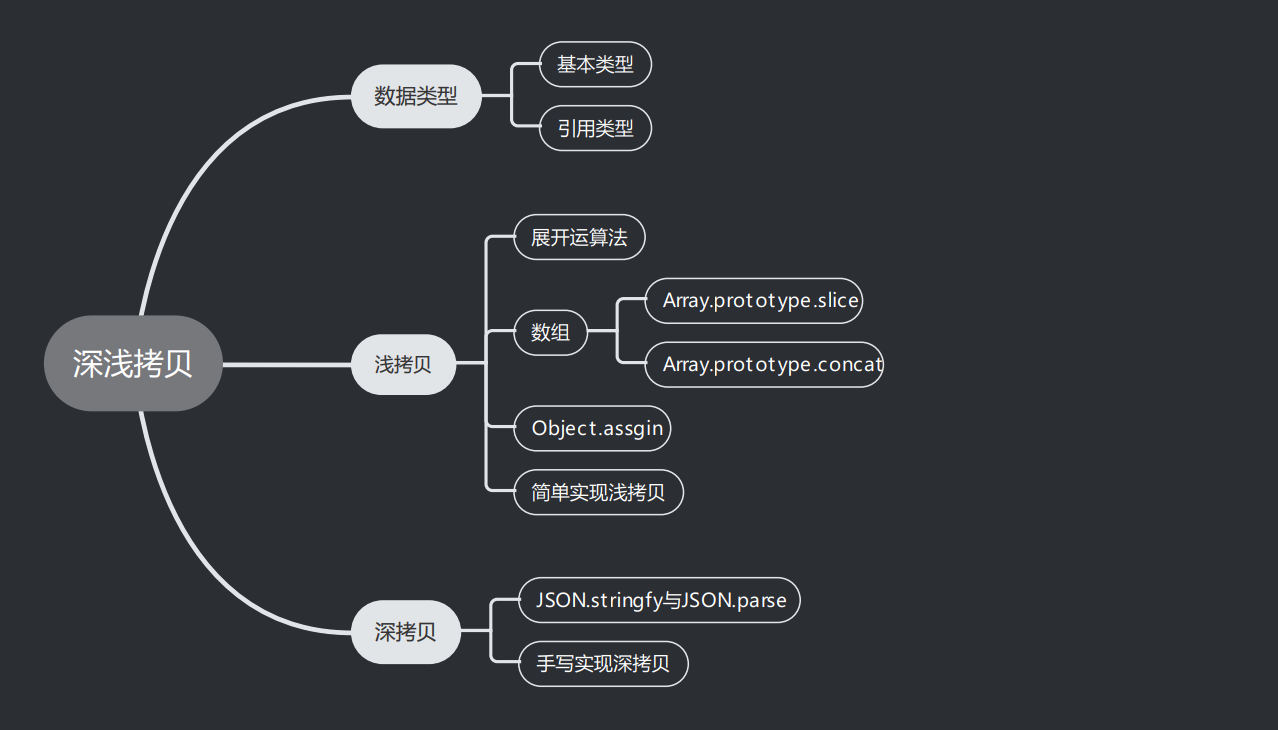 数据类型
基本类型
引用类型
深浅拷贝
浅拷贝
展开运算法
数组
Array.prototype.slice
Array.prototype.concat
Object.assgin
简单实现浅拷贝
深拷贝
JSON.stringfy与JSON.parse
手写实现深拷贝